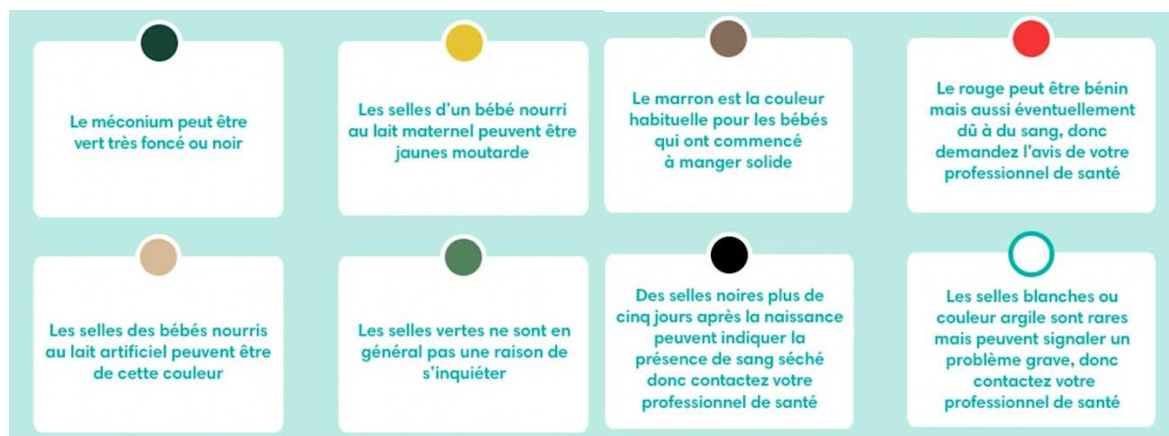 Le méconium peut être
vert très foncé ou noir
Les selles d’un bébé nourri
au lait maternel peuvent être
jaunes moutarde
Le marron est la couleur
habituelle pour les bébés
qui ont commencé
à manger solide
Le rouge peut être bénin
mais aussi éventuellement
dû à du sang, donc
demandez l’avis de votre
professionnel de santé
Les selles des bébés nourris
au lait artificiel peuvent être
de cette couleur
Les selles vertes ne sont en
général pas une raison de
s’inquiéter
Des selles noires plus de
cinq jours après la naissance
peuvent indiquer la
présence de sang séché
donc contactez votre
professionnel de santé
Les selles blanches ou
couleur argile sont rares
mais peuvent signaler un
problème grave, donc
contactez votre
professionnel de santé